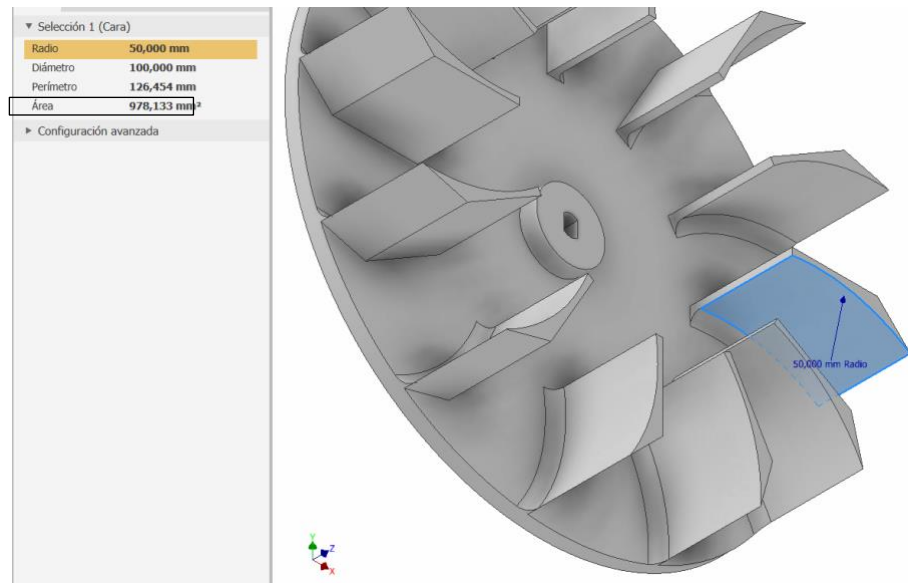 ▼ Selección 1 (Cara)
Radio 50,000 mm
Diámetro 100,000 mm
Perímetro 126,454 mm
Área 978,133 mm²
▶ Configuración avanzada
50,000 mm Radio
Y
Z
X